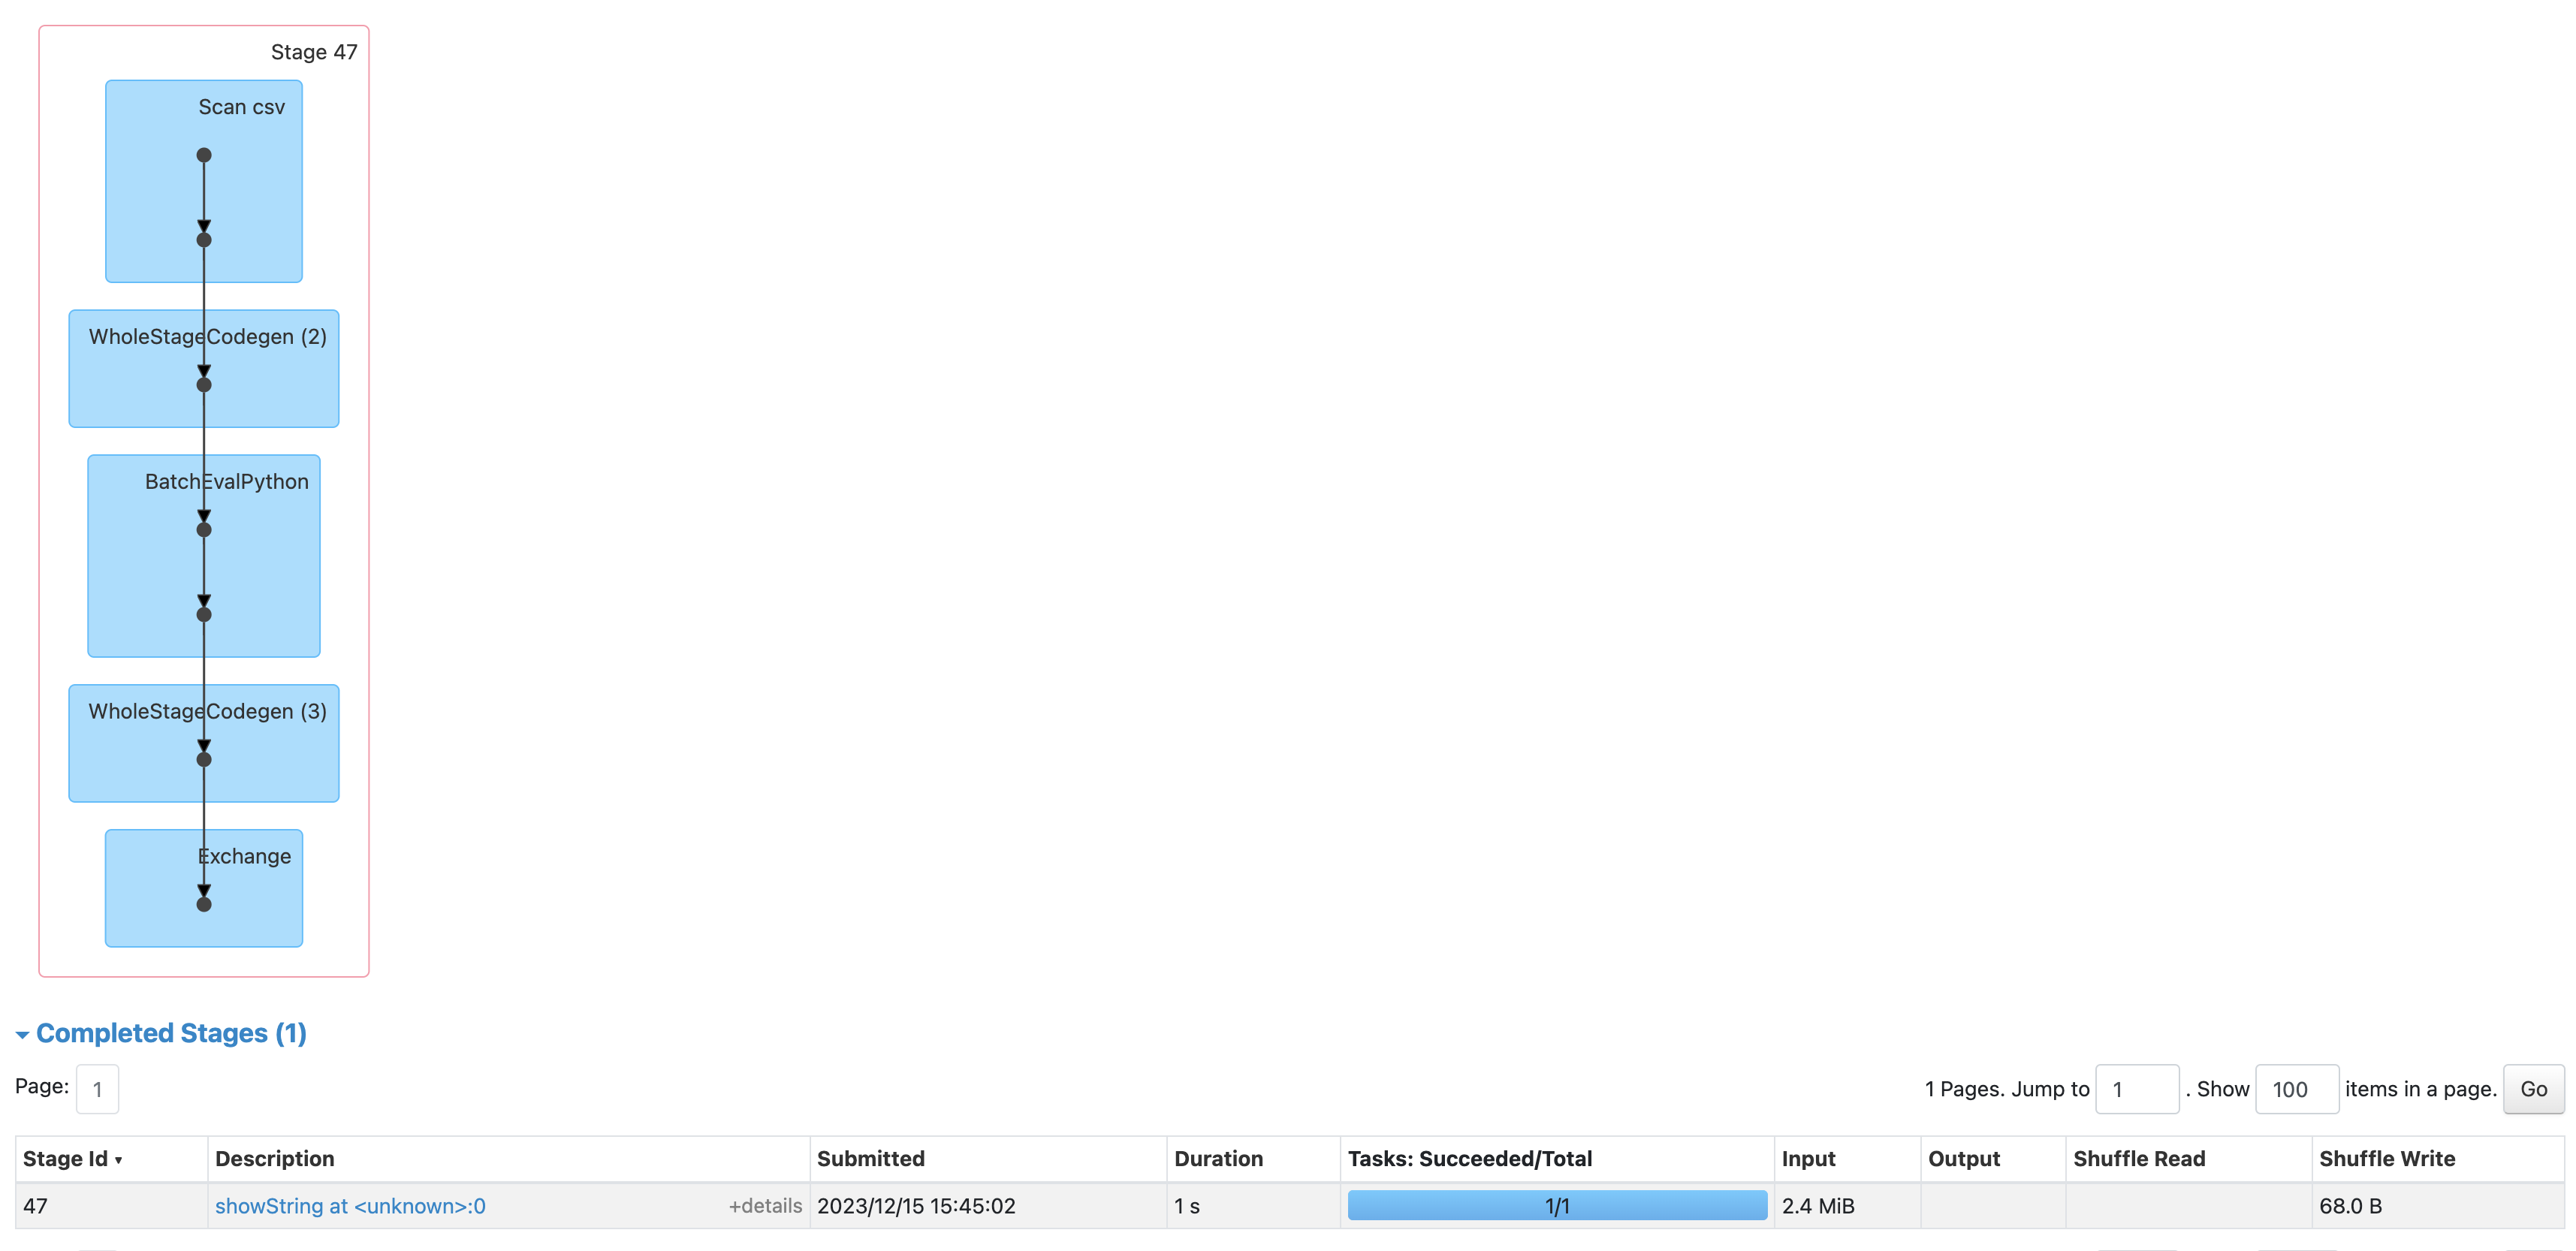 Stage 47
Scan csv
WholeStageCodegen (2)
BatchEvalPython
WholeStageCodegen (3)
Exchange
Completed Stages (1)
Page: 1
1 Pages. Jump to 1 . Show 100 items in a page. Go
Stage Id ▾ Description Submitted Duration Tasks: Succeeded/Total Input Output Shuffle Read Shuffle Write
47 showString at <unknown>:0 +details 2023/12/15 15:45:02 1 s 1/1 2.4 MiB 68.0 B